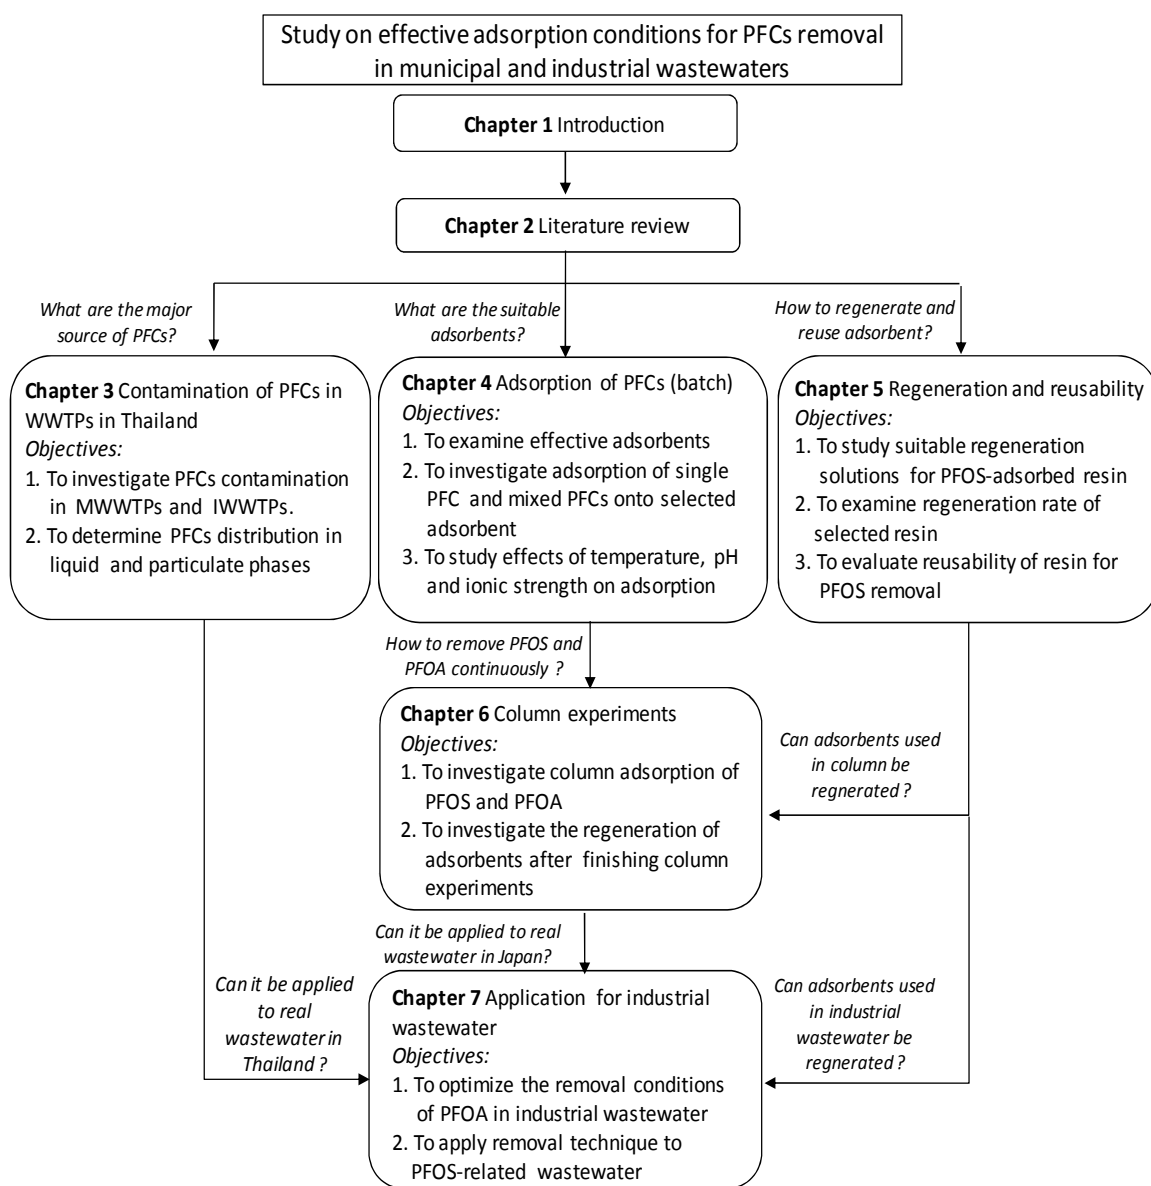 Study on effective adsorption conditions for PFCs removal
in municipal and industrial wastewaters
Chapter 1 Introduction
Chapter 2 Literature review
What are the major
source of PFCs?
What are the suitable
adsorbents?
How to regenerate and
reuse adsorbent?
Chapter 3 Contamination of PFCs in
WWTPs in Thailand
Objectives:
1. To investigate PFCs contamination
in MWWTPs and IWWTPs.
2. To determine PFCs distribution in
liquid and particulate phases
Chapter 4 Adsorption of PFCs (batch)
Objectives:
1. To examine effective adsorbents
2. To investigate adsorption of single
PFC and mixed PFCs onto selected
adsorbent
3. To study effects of temperature, pH
and ionic strength on adsorption
Chapter 5 Regeneration and reusability
Objectives:
1. To study suitable regeneration
solutions for PFOS-adsorbed resin
2. To examine regeneration rate of
selected resin
3. To evaluate reusability of resin for
PFOS removal
How to remove PFOS and
PFOA continuously ?
Chapter 6 Column experiments
Objectives:
1. To investigate column adsorption of
PFOS and PFOA
2. To investigate the regeneration of
adsorbents after finishing column
experiments
Can adsorbents used
in column be
regnerated ?
Can it be applied to real
wastewater in Japan?
Can it be applied
to real
wastewater in
Thailand ?
Chapter 7 Application for industrial
wastewater
Objectives:
1. To optimize the removal conditions
of PFOA in industrial wastewater
2. To apply removal technique to
PFOS-related wastewater
Can adsorbents used
in industrial
wastewater be
regnerated ?